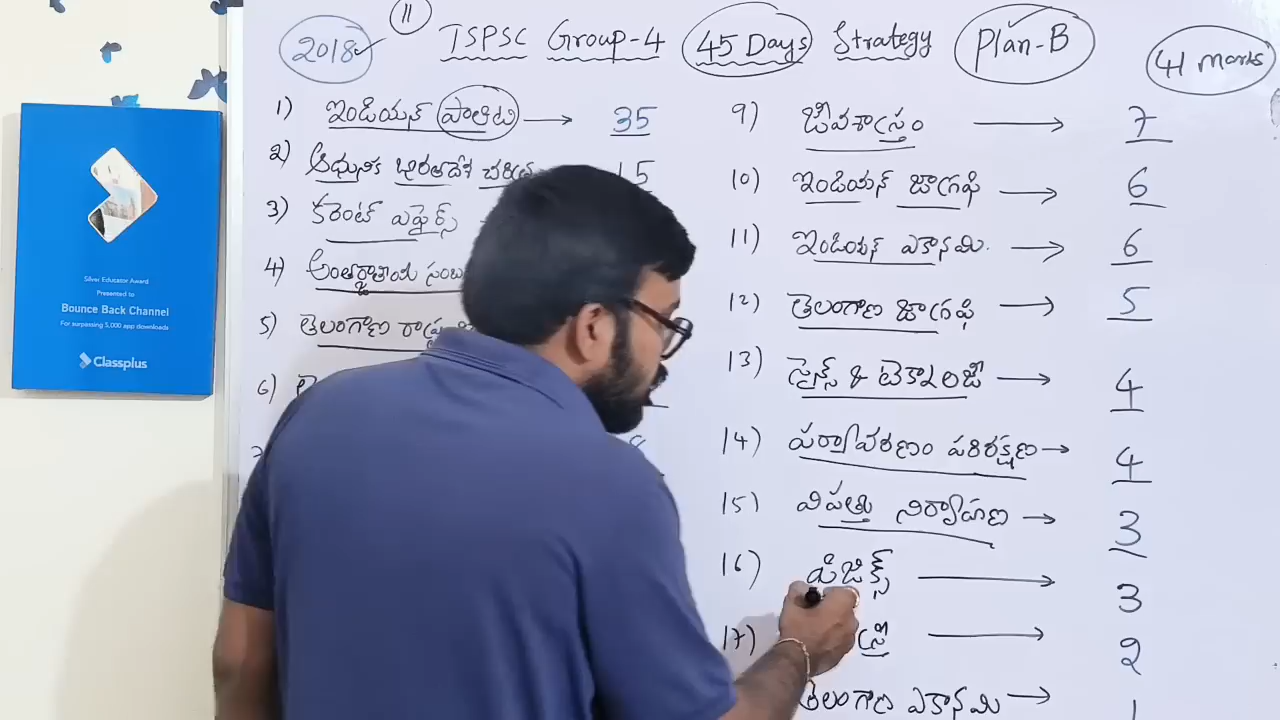 2018 11 TSPSC Group-4 45 Days Strategy Plan-B 41 marks
1) ఇండియన్ పాలిటి → 35
2) ఆధునిక భారతదేశ చరిత్ర 15
3) కరెంట్ ఎఫైర్స్
4) అంతర్జాతీయ
5) తెలంగాణ రాష్ట్ర
6)
9) జీవశాస్త్రం → 7
10) ఇండియన్ జాగ్రఫి → 6
11) ఇండియన్ ఎకానమి. → 6
12) తెలంగాణ జాగ్రఫి → 5
13) సైన్స్ & టెక్నాలజీ → 4
14) పర్యావరణం పరిరక్షణ → 4
15) విపత్తు నిర్వహణ → 3
16) ఫిజిక్స్ → 3
17) → 2
తెలంగాణ ఎకానమి → 1
Silver Educator Award
Presented to
Bounce Back Channel
For surpassing 5,000 app downloads
Classplus